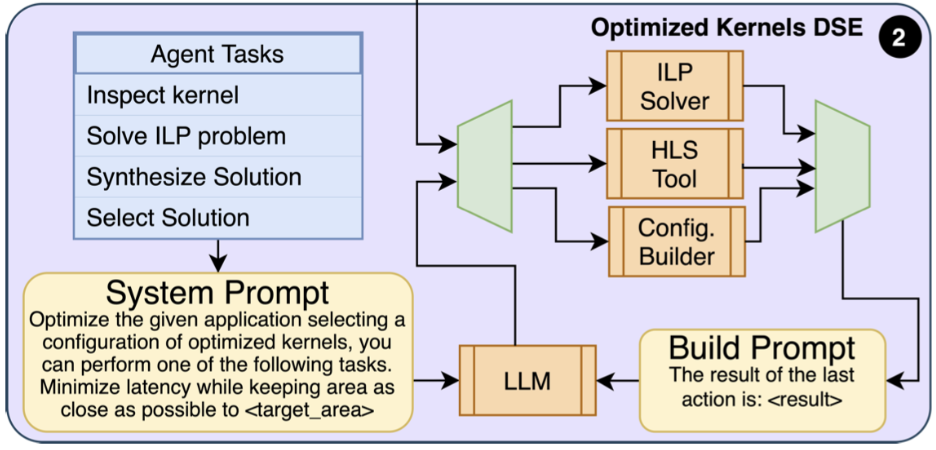 Optimized Kernels DSE
2
Agent Tasks
Inspect kernel
Solve ILP problem
Synthesize Solution
Select Solution
ILP
Solver
HLS
Tool
Config.
Builder
System Prompt
Optimize the given application selecting a
configuration of optimized kernels, you
can perform one of the following tasks.
Minimize latency while keeping area as
close as possible to <target_area>
LLM
Build Prompt
The result of the last
action is: <result>